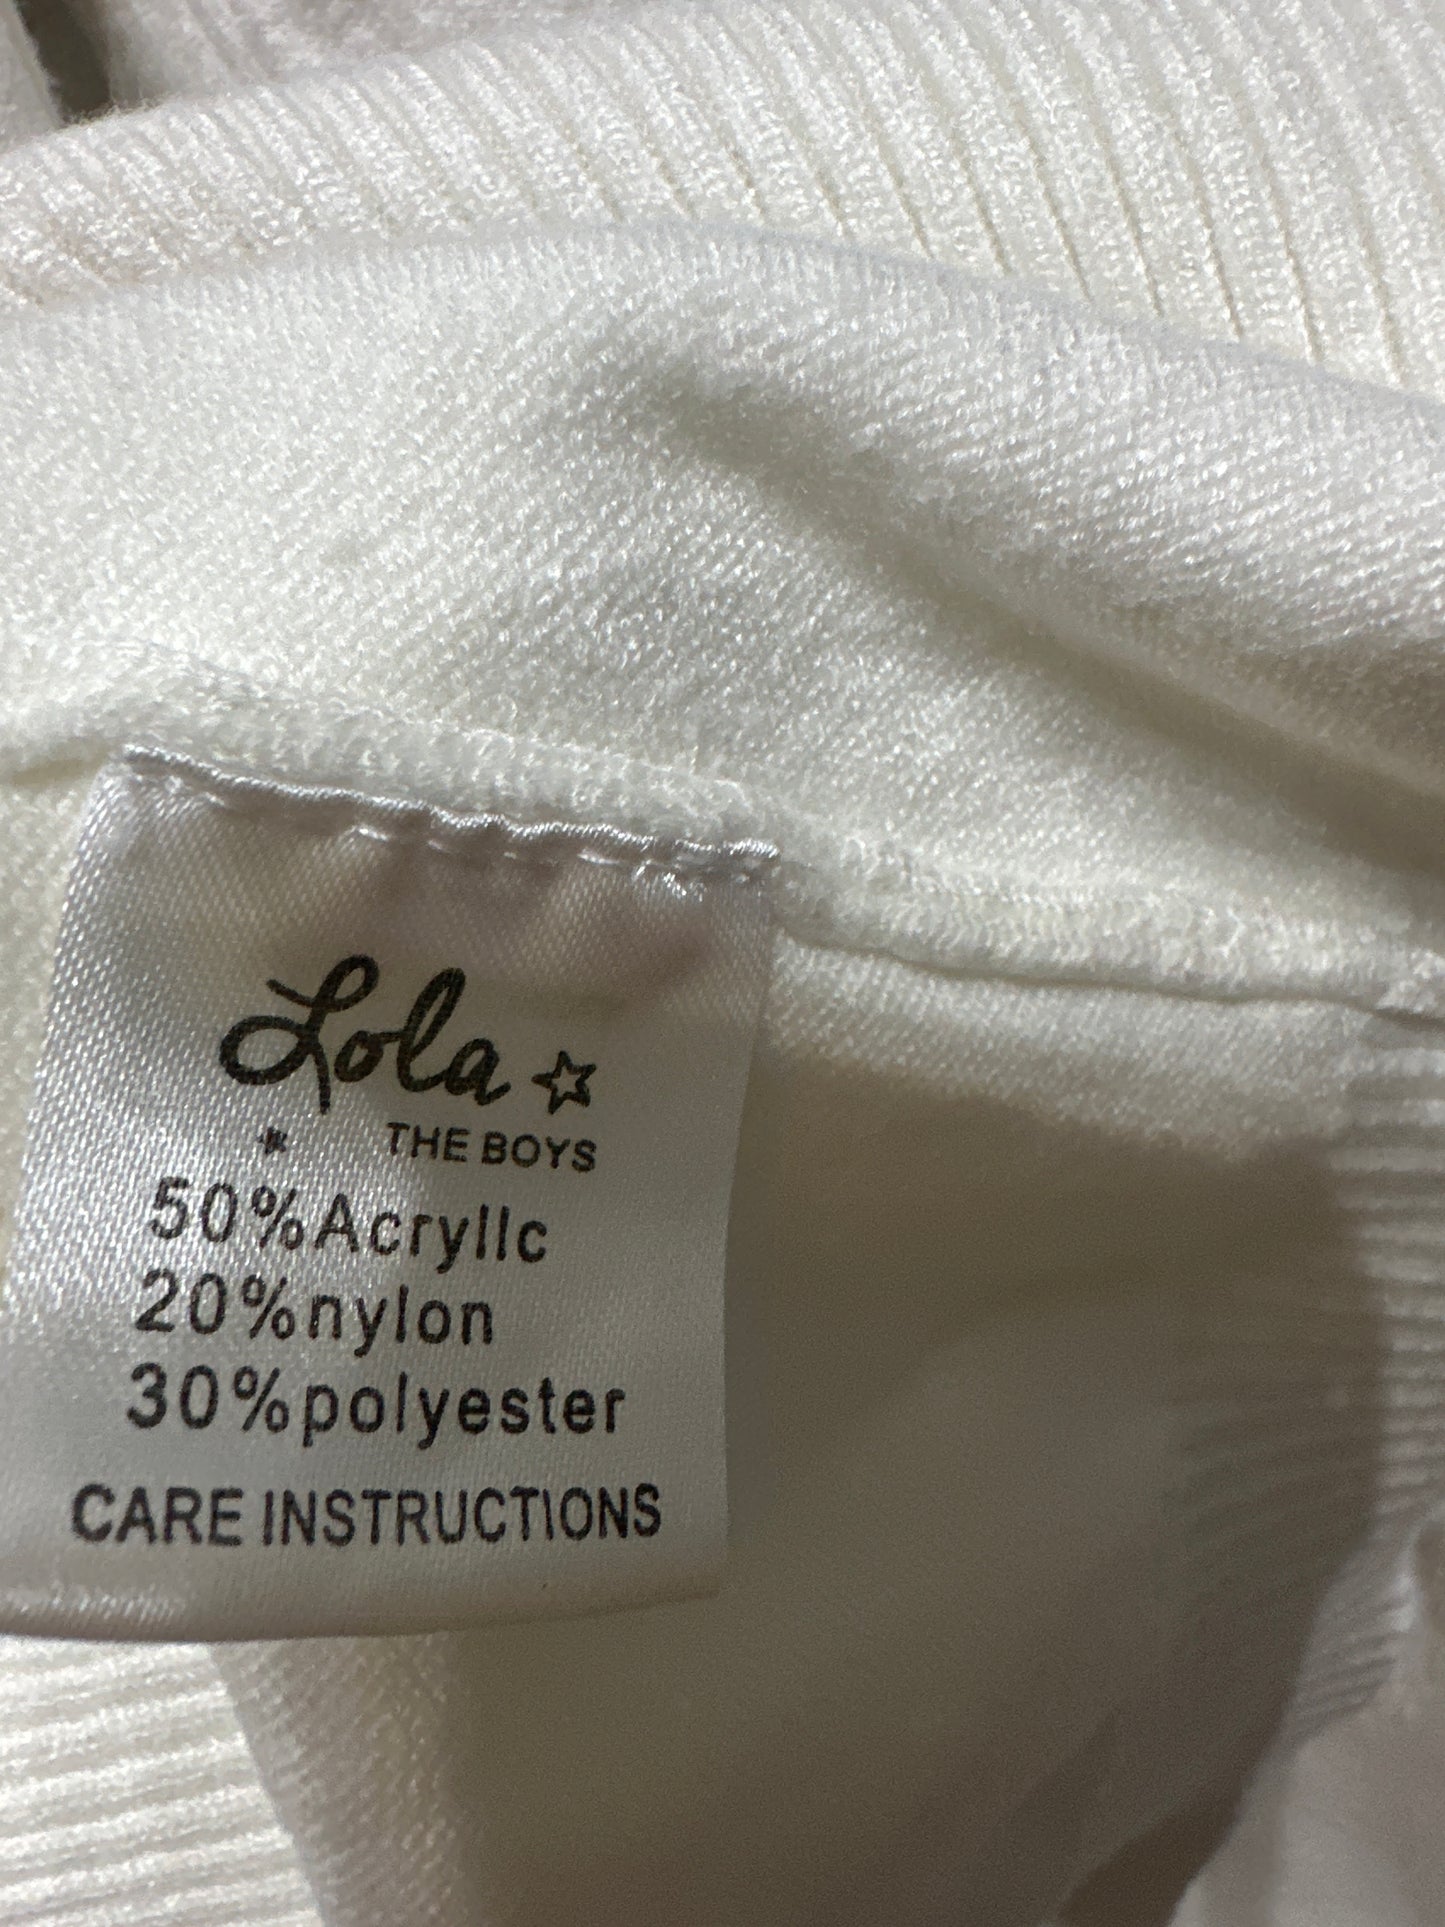 Lola
THE BOYS
50%Acryllc
20%nylon
30%polyester
CARE INSTRUCTIONS